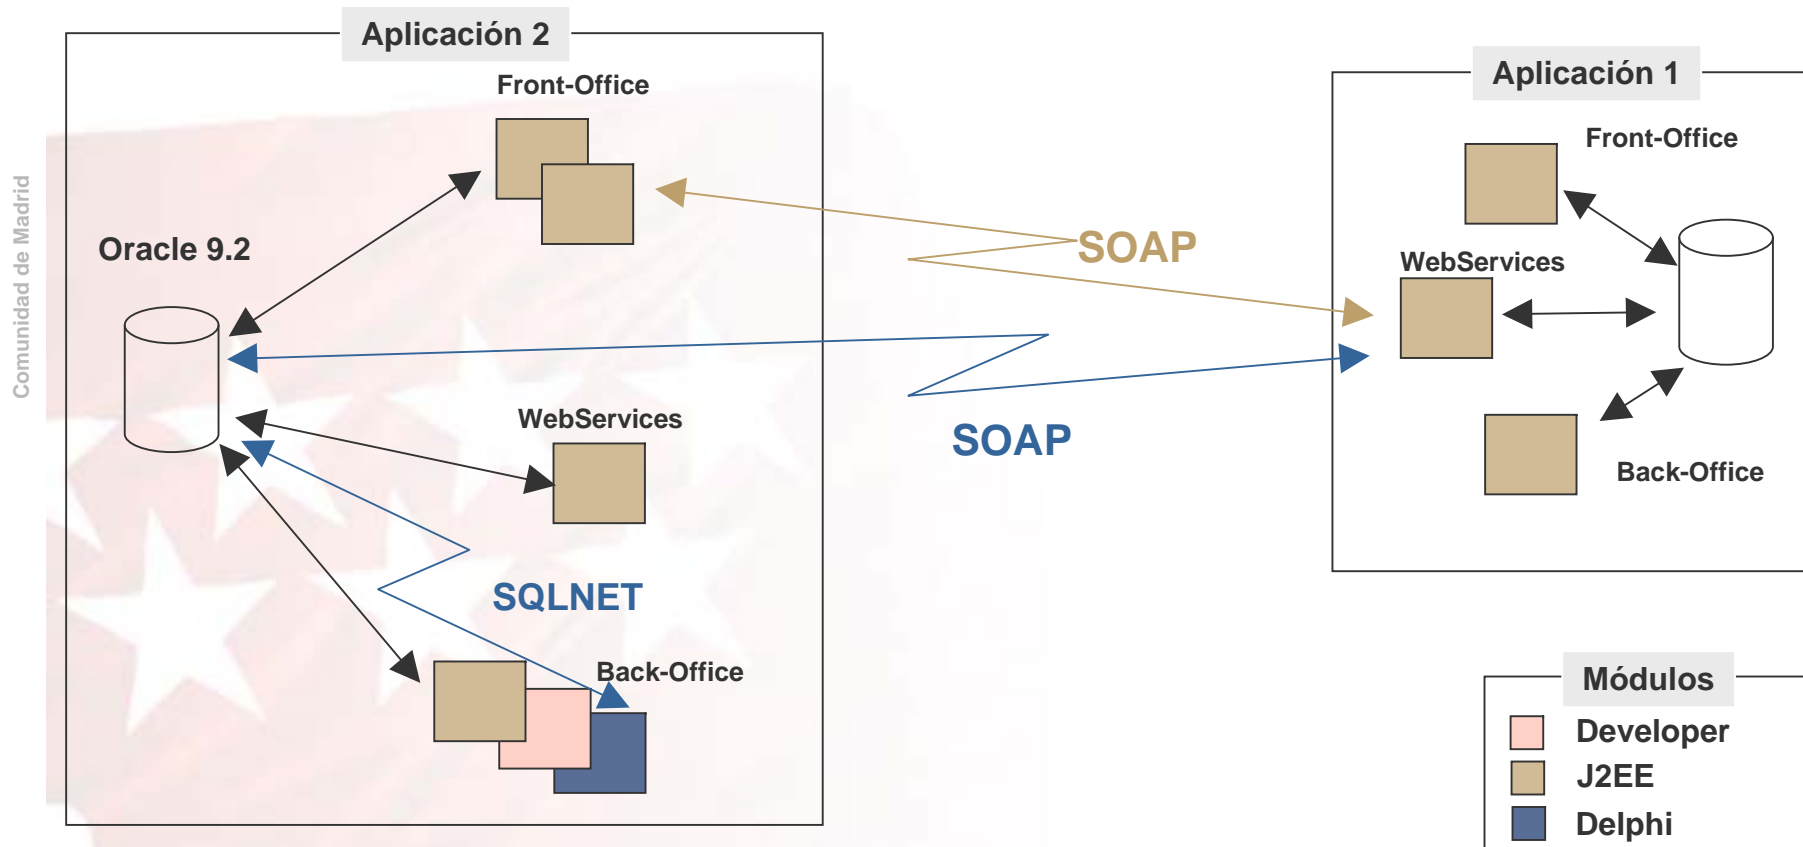 Comunidad de Madrid
Aplicación 2
Front-Office
Oracle 9.2
WebServices
SQLNET
Back-Office
SOAP
SOAP
Aplicación 1
Front-Office
WebServices
Back-Office
Módulos
Developer
J2EE
Delphi